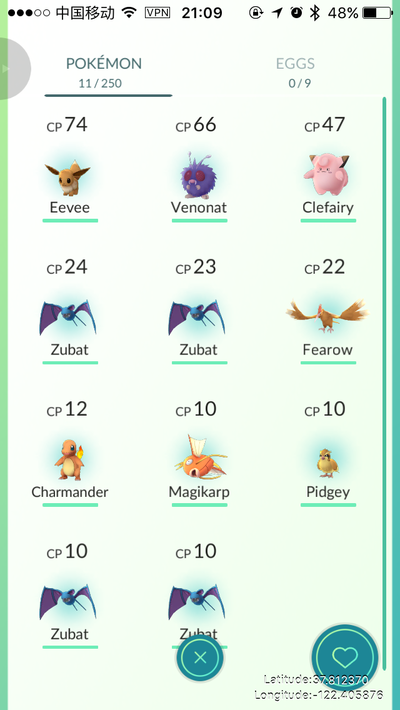 中国移动 VPN 21:09 48%
POKÉMON EGGS
11 / 250 0 / 9
CP 74 CP 66 CP 47
Eevee Venonat Clefairy
CP 24 CP 23 CP 22
Zubat Zubat Fearow
CP 12 CP 10 CP 10
Charmander Magikarp Pidgey
CP 10 CP 10
Zubat Zubat
Latitude:37.812370
Longitude:-122.405876